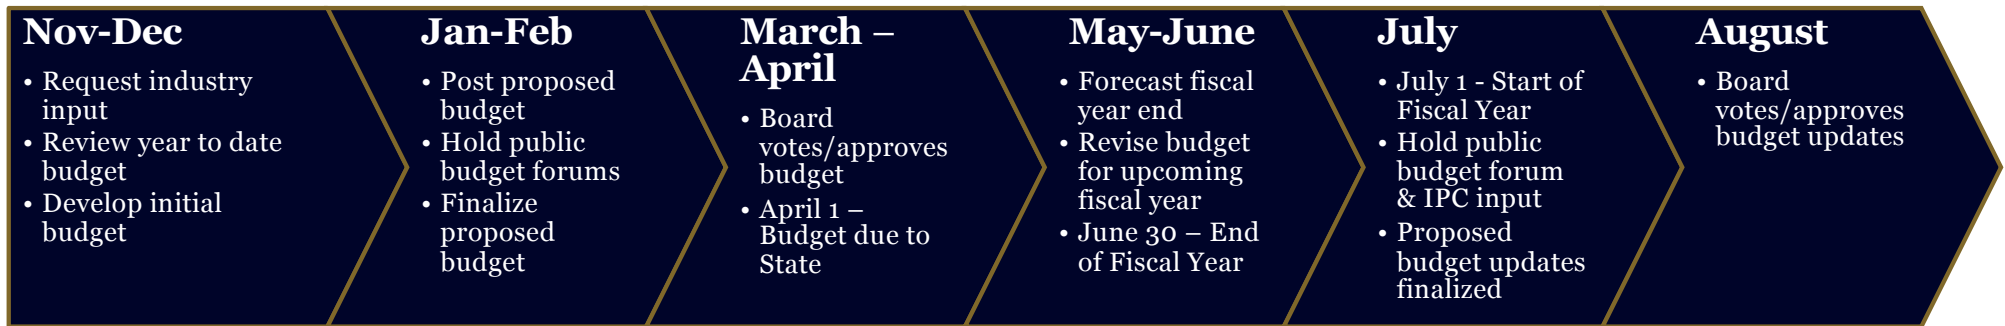 Nov-Dec
• Request industry
input
• Review year to date
budget
• Develop initial
budget
Jan-Feb
• Post proposed
budget
• Hold public
budget forums
• Finalize
proposed
budget
March –
April
• Board
votes/approves
budget
• April 1 –
Budget due to
State
May-June
• Forecast fiscal
year end
• Revise budget
for upcoming
fiscal year
• June 30 – End
of Fiscal Year
July
• July 1 - Start of
Fiscal Year
• Hold public
budget forum
& IPC input
• Proposed
budget updates
finalized
August
• Board
votes/approves
budget updates